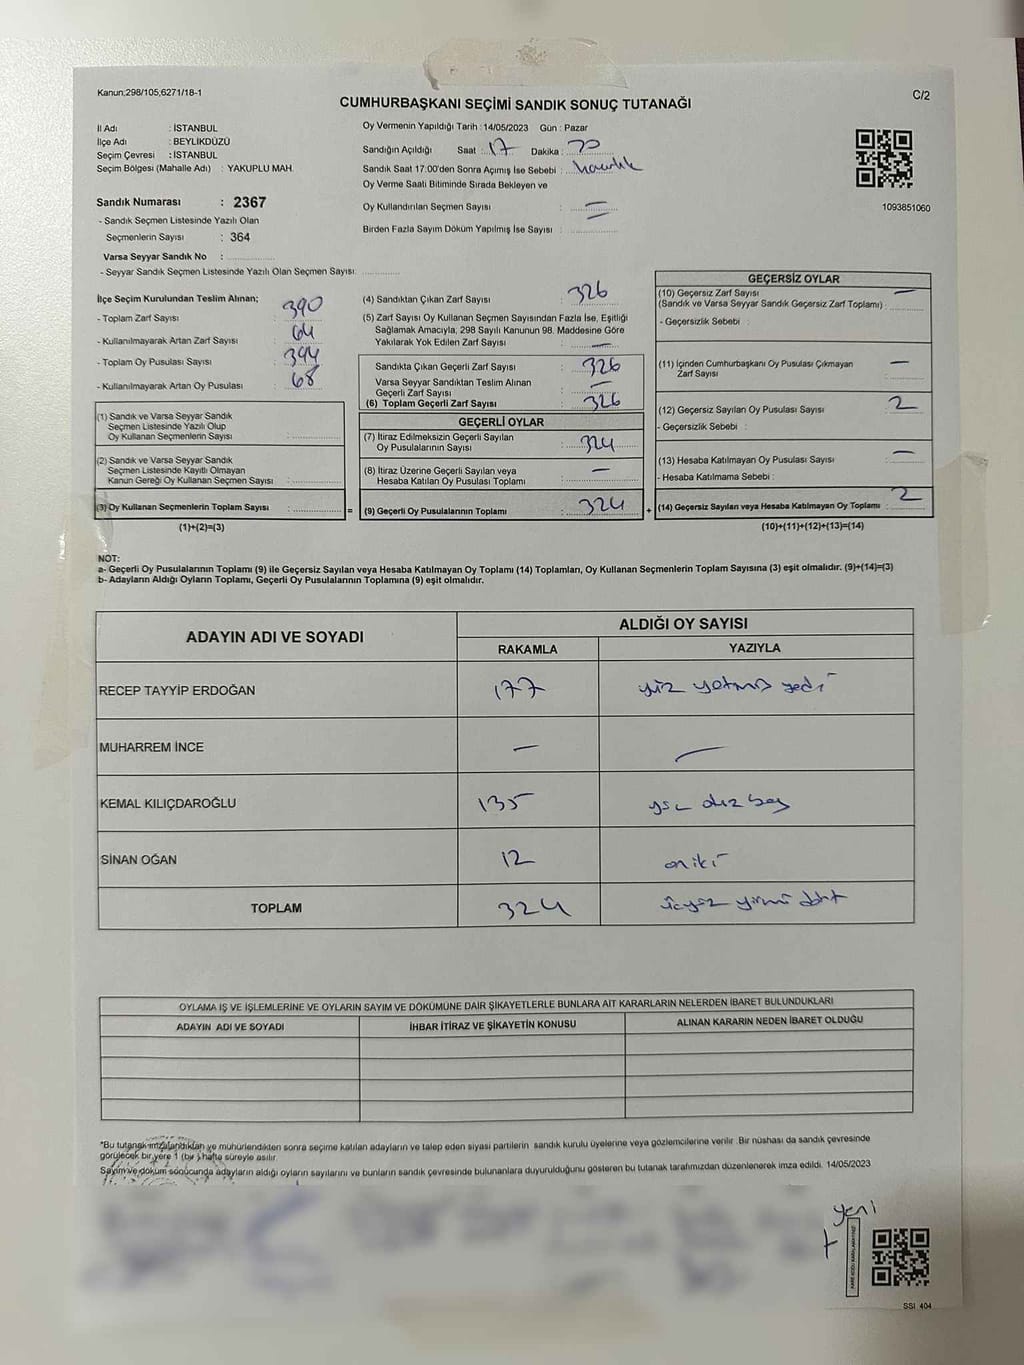 Kanun:298/105,6271/18-1
C/2
CUMHURBAŞKANI SEÇİMİ SANDIK SONUÇ TUTANAĞI
İl Adı : İSTANBUL
İlçe Adı : BEYLİKDÜZÜ
Seçim Çevresi : İSTANBUL
Seçim Bölgesi (Mahalle Adı) : YAKUPLU MAH.
Sandık Numarası : 2367
- Sandık Seçmen Listesinde Yazılı Olan
Seçmenlerin Sayısı : 364
Varsa Seyyar Sandık No :
- Seyyar Sandık Seçmen Listesinde Yazılı Olan Seçmen Sayısı:
Oy Vermenin Yapıldığı Tarih : 14/05/2023 Gün : Pazar
Sandığın Açıldığı Saat : 17 Dakika :
Sandık Saat 17:00'den Sonra Açımış İse Sebebi : hazırlık
Oy Verme Saati Bitiminde Sırada Bekleyen ve
Oy Kullandırılan Seçmen Sayısı :
Birden Fazla Sayım Döküm Yapılmış İse Sayısı :
1093851060
İlçe Seçim Kurulundan Teslim Alınan;
- Toplam Zarf Sayısı : 390
- Kullanılmayarak Artan Zarf Sayısı : 64
- Toplam Oy Pusulası Sayısı : 394
- Kullanılmayarak Artan Oy Pusulası : 68
(1) Sandık ve Varsa Seyyar Sandık
Seçmen Listesinde Yazılı Olup
Oy Kullanan Seçmenlerin Sayısı :
(2) Sandık ve Varsa Seyyar Sandık
Seçmen Listesinde Kayıtlı Olmayan
Kanun Gereği Oy Kullanan Seçmen Sayısı :
(3) Oy Kullanan Seçmenlerin Toplam Sayısı : =
(1)+(2)=(3)
(4) Sandıktan Çıkan Zarf Sayısı : 326
(5) Zarf Sayısı Oy Kullanan Seçmen Sayısından Fazla İse, Eşitliği
Sağlamak Amacıyla; 298 Sayılı Kanunun 98. Maddesine Göre
Yakılarak Yok Edilen Zarf Sayısı : —
Sandıkta Çıkan Geçerli Zarf Sayısı : 326
Varsa Seyyar Sandıktan Teslim Alınan
Geçerli Zarf Sayısı : —
(6) Toplam Geçerli Zarf Sayısı : 326
GEÇERLİ OYLAR
(7) İtiraz Edilmeksizin Geçerli Sayılan
Oy Pusulalarının Sayısı : 324
(8) İtiraz Üzerine Geçerli Sayılan veya
Hesaba Katılan Oy Pusulası Toplamı : —
(9) Geçerli Oy Pusulalarının Toplamı : 324 +
GEÇERSİZ OYLAR
(10) Geçersiz Zarf Sayısı
(Sandık ve Varsa Seyyar Sandık Geçersiz Zarf Toplamı) : —
- Geçersizlik Sebebi :
(11) İçinden Cumhurbaşkanı Oy Pusulası Çıkmayan
Zarf Sayısı : —
(12) Geçersiz Sayılan Oy Pusulası Sayısı : 2
- Geçersizlik Sebebi :
(13) Hesaba Katılmayan Oy Pusulası Sayısı : —
- Hesaba Katılmama Sebebi :
(14) Geçersiz Sayılan veya Hesaba Katılmayan Oy Toplamı : 2
(10)+(11)+(12)+(13)=(14)
NOT:
a- Geçerli Oy Pusulalarının Toplamı (9) ile Geçersiz Sayılan veya Hesaba Katılmayan Oy Toplamı (14) Toplamları, Oy Kullanan Seçmenlerin Toplam Sayısına (3) eşit olmalıdır. (9)+(14)=(3)
b- Adayların Aldığı Oyların Toplamı, Geçerli Oy Pusulalarının Toplamına (9) eşit olmalıdır.
ADAYIN ADI VE SOYADI
ALDIĞI OY SAYISI
RAKAMLA YAZIYLA
RECEP TAYYİP ERDOĞAN 177 yüz yetmiş yedi
MUHARREM İNCE — —
KEMAL KILIÇDAROĞLU 135 yüz otuz beş
SİNAN OĞAN 12 oniki
TOPLAM 324 üçyüz yirmi dört
OYLAMA İŞ VE İŞLEMLERİNE VE OYLARIN SAYIM VE DÖKÜMÜNE DAİR ŞİKAYETLERLE BUNLARA AİT KARARLARIN NELERDEN İBARET BULUNDUKLARI
ADAYIN ADI VE SOYADI İHBAR İTİRAZ VE ŞİKAYETİN KONUSU ALINAN KARARIN NEDEN İBARET OLDUĞU
*Bu tutanak imzalandıktan ve mühürlendikten sonra seçime katılan adayların ve talep eden siyasi partilerin sandık kurulu üyelerine veya gözlemcilerine verilir. Bir nüshası da sandık çevresinde
görülecek bir yere 1 (bir) hafta süreyle asılır.
Sayım ve döküm sonucunda adayların aldığı oyların sayılarını ve bunların sandık çevresinde bulunanlara duyurulduğunu gösteren bu tutanak tarafımızdan düzenlenerek imza edildi. 14/05/2023
yeni
SSI 404